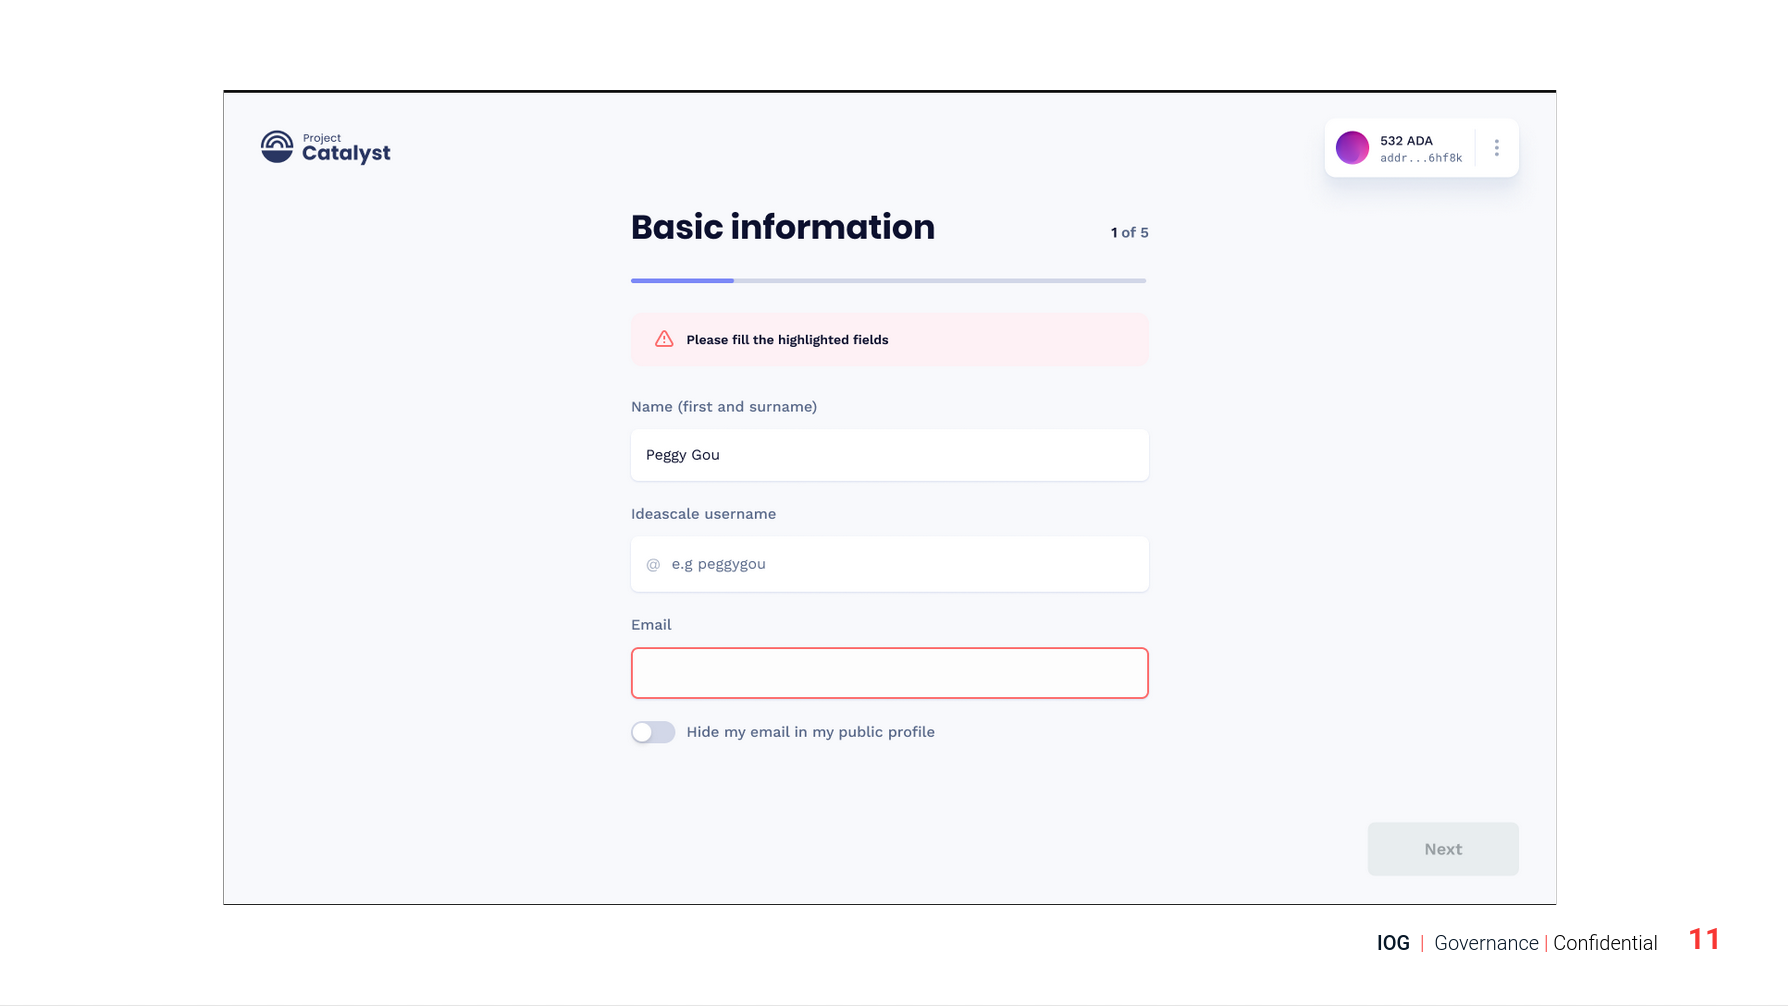 Project
Catalyst
532 ADA
addr...6hf8k
Basic information
1 of 5
Please fill the highlighted fields
Name (first and surname)
Peggy Gou
Ideascale username
@ e.g peggygou
Email
Hide my email in my public profile
Next
IOG | Governance | Confidential 11